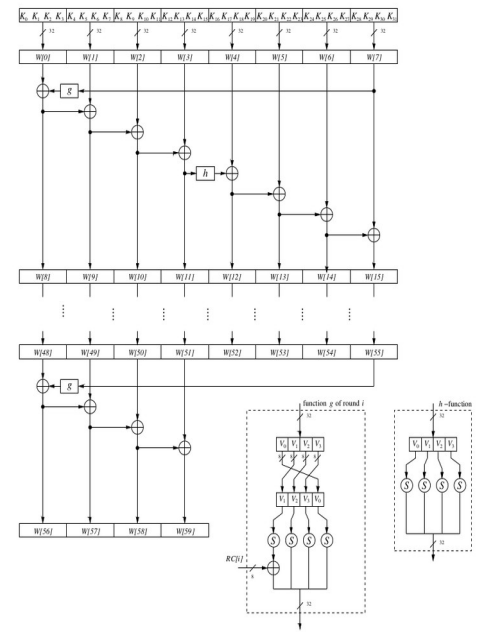 K0 K1 K2 K3 K4 K5 K6 K7 K8 K9 K10 K11 K12 K13 K14 K15 K16 K17 K18 K19 K20 K21 K22 K23 K24 K25 K26 K27 K28 K29 K30 K31
32 32 32 32 32 32 32 32
W[0] W[1] W[2] W[3] W[4] W[5] W[6] W[7]
g
h
W[8] W[9] W[10] W[11] W[12] W[13] W[14] W[15]
W[48] W[49] W[50] W[51] W[52] W[53] W[54] W[55]
g
function g of round i
h -function
32
32
V0 V1 V2 V3
V0 V1 V2 V3
8 8 8 8
V1 V2 V3 V0
S S S S
S S S S
W[56] W[57] W[58] W[59]
RC[i]
8
32
32